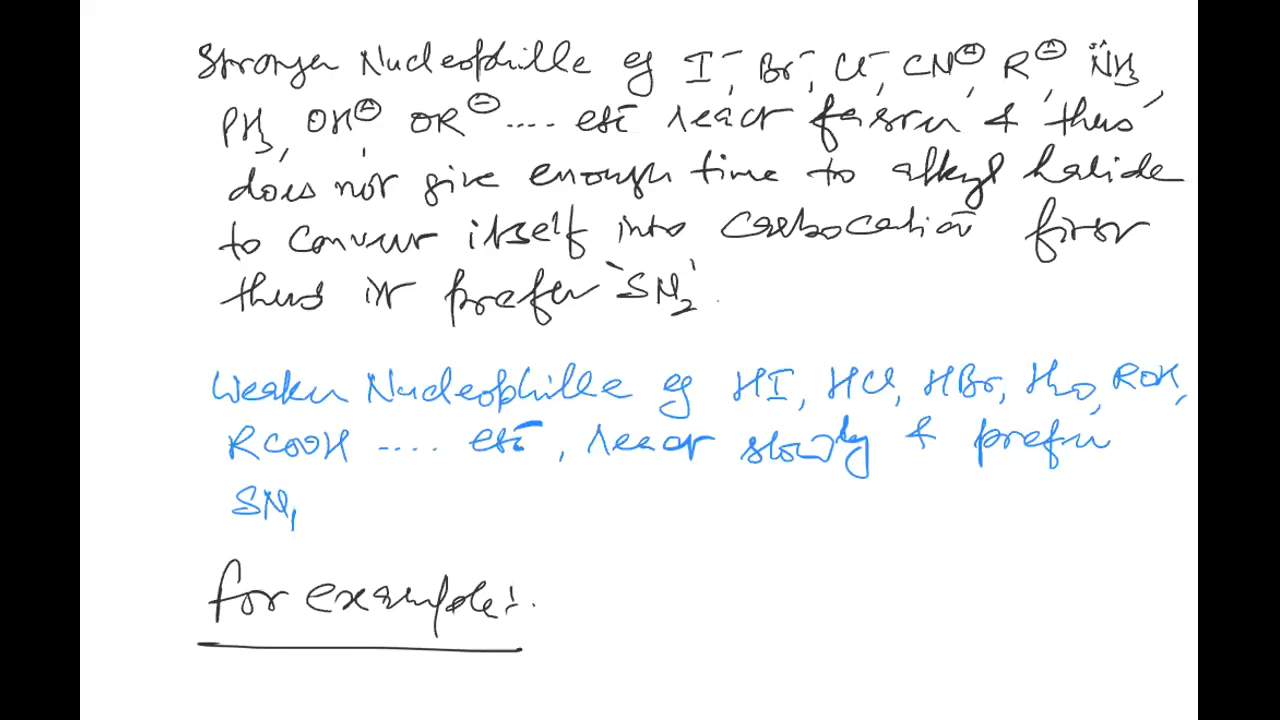 Stronger Nucleophille eg I⁻, Br⁻, Cl⁻, CN⊖, R⊖, N̈H3,
PH3, OH⊖, OR⊖ .... etc react faster & thus
does not give enough time to alkyl halide
to convert itself into carbocation first
thus it prefer 'SN2'.
Weaker Nucleophille eg HI, HCl, HBr, H2O, ROH,
RCOOH .... etc, react slowly & prefer
SN1
for example:.